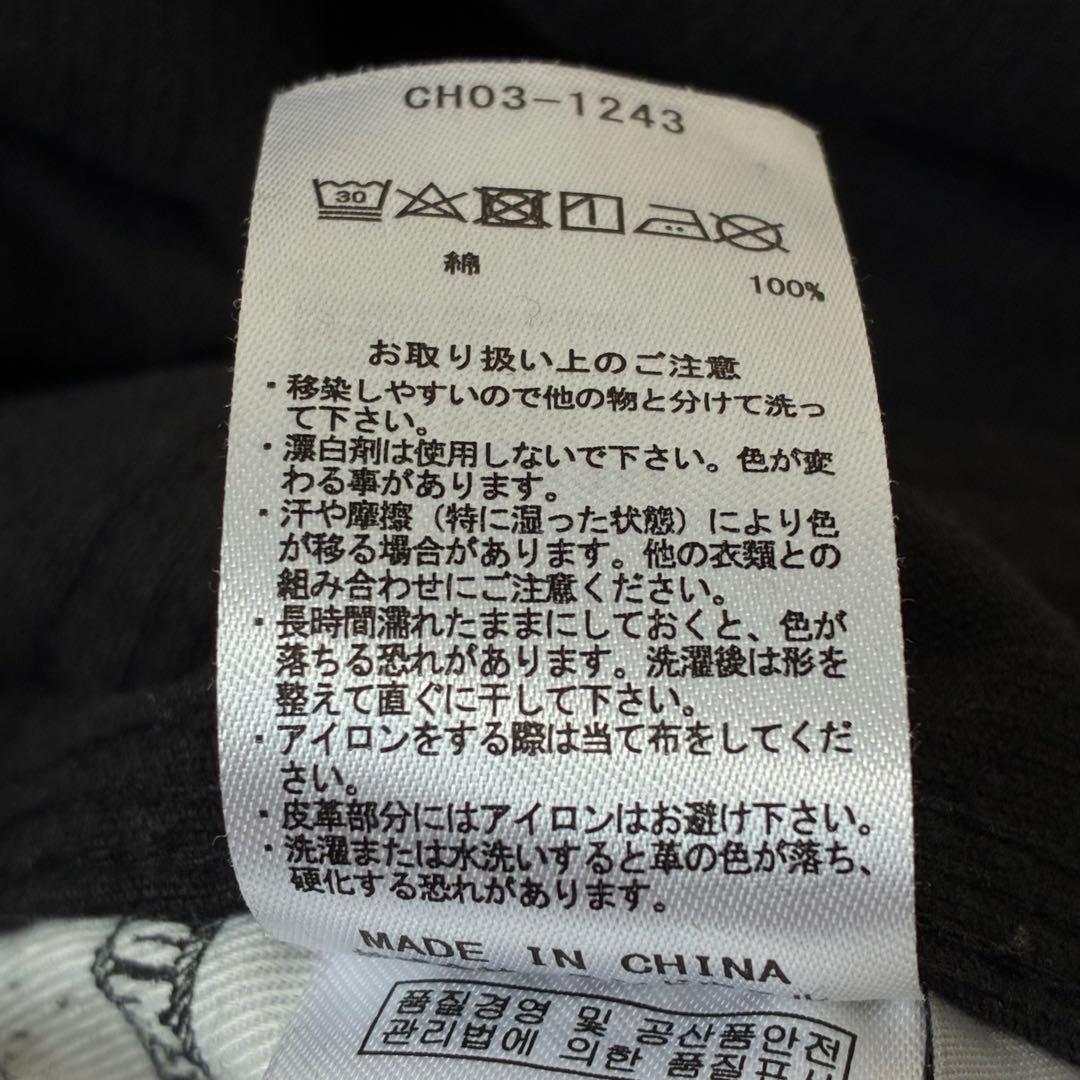 CH03-1243
30
綿 100%
お取り扱い上のご注意
・移染しやすいので他の物と分けて洗っ
て下さい。
・漂白剤は使用しないで下さい。色が変
わる事があります。
・汗や摩擦（特に湿った状態）により色
が移る場合があります。他の衣類との
組み合わせにご注意ください。
・長時間濡れたままにしておくと、色が
落ちる恐れがあります。洗濯後は形を
整えて直ぐに干して下さい。
・アイロンをする際は当て布をしてくだ
さい。
・皮革部分にはアイロンはお避け下さい。
・洗濯または水洗いすると革の色が落ち、
硬化する恐れがあります。
MADE IN CHINA
품질경영 및 공산품안전
관리법에 의한 품질표시